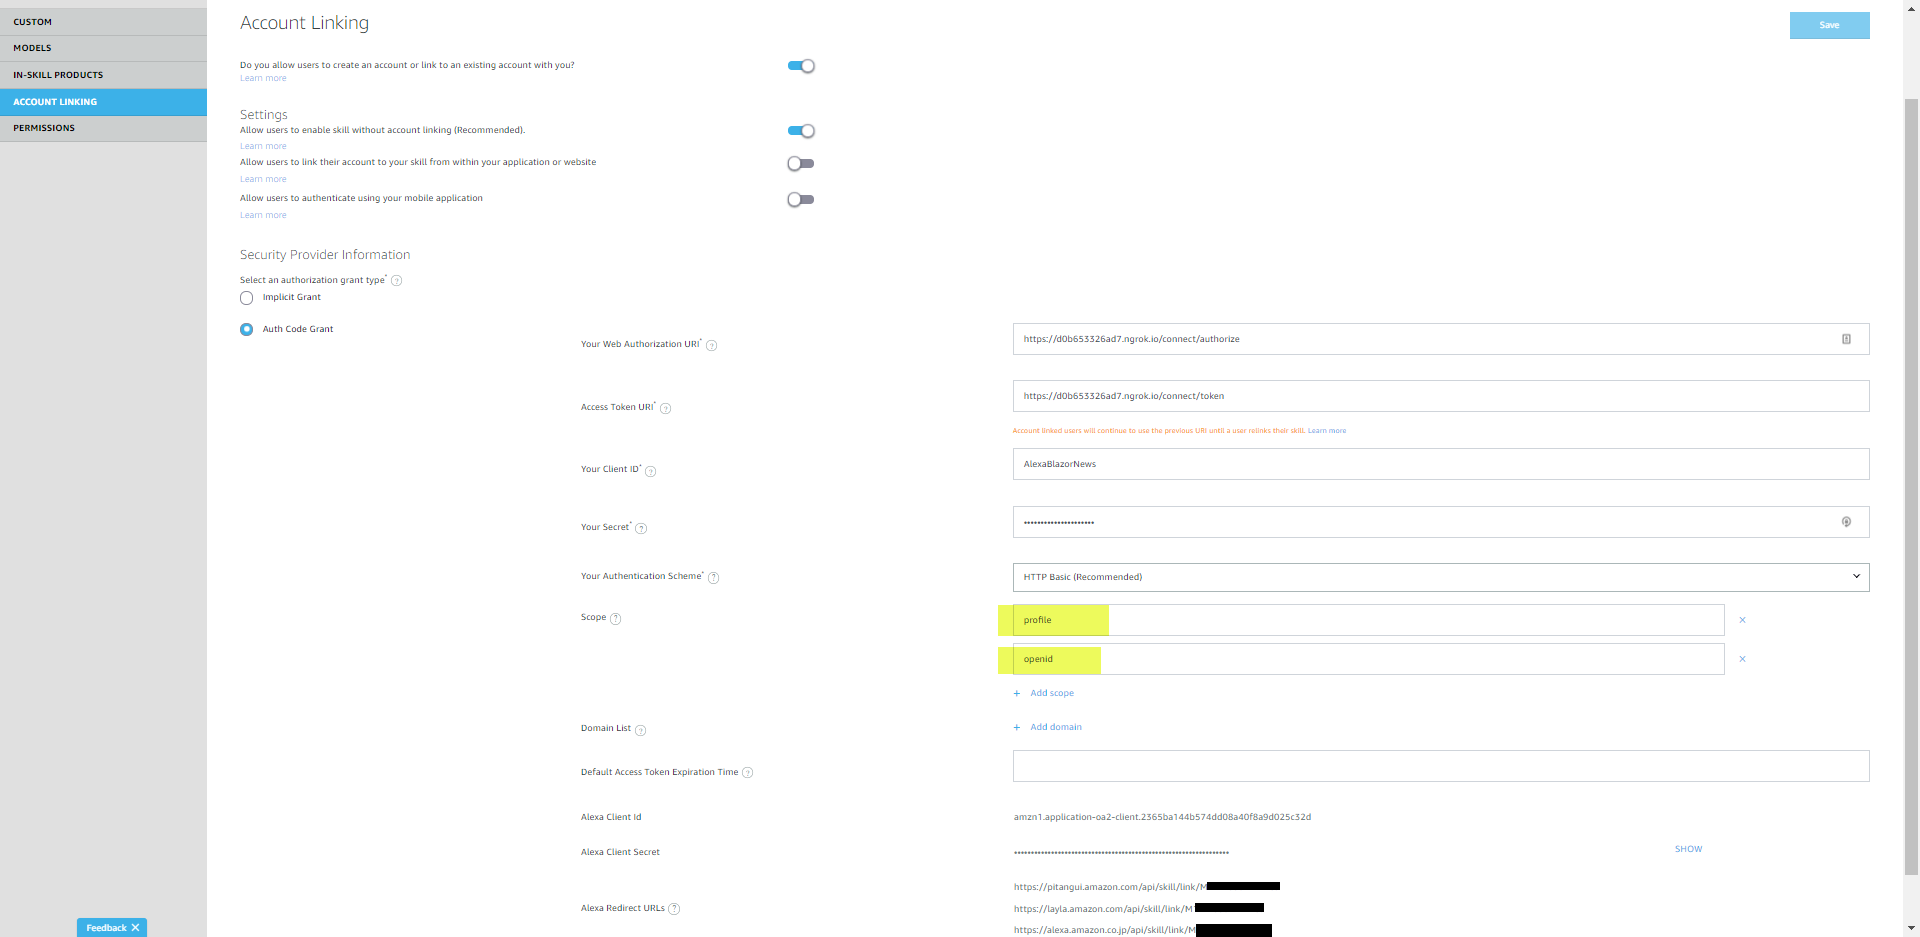 CUSTOM
MODELS
IN-SKILL PRODUCTS
ACCOUNT LINKING
PERMISSIONS
Feedback ✕
Account Linking
Save
Do you allow users to create an account or link to an existing account with you?
Learn more
Settings
Allow users to enable skill without account linking (Recommended).
Learn more
Allow users to link their account to your skill from within your application or website
Learn more
Allow users to authenticate using your mobile application
Learn more
Security Provider Information
Select an authorization grant type* ?
Implicit Grant
Auth Code Grant
Your Web Authorization URI* ?
https://d0b653326ad7.ngrok.io/connect/authorize
Access Token URI* ?
https://d0b653326ad7.ngrok.io/connect/token
Account linked users will continue to use the previous URI until a user relinks their skill. Learn more
Your Client ID* ?
AlexaBlazorNews
Your Secret* ?
Your Authentication Scheme* ?
HTTP Basic (Recommended)
Scope ?
profile ×
openid ×
+ Add scope
Domain List ?
+ Add domain
Default Access Token Expiration Time ?
Alexa Client Id
amzn1.application-oa2-client.2365ba144b574dd08a40f8a9d025c32d
Alexa Client Secret
SHOW
Alexa Redirect URLs ?
https://pitangui.amazon.com/api/skill/link/M
https://layla.amazon.com/api/skill/link/M
https://alexa.amazon.co.jp/api/skill/link/M